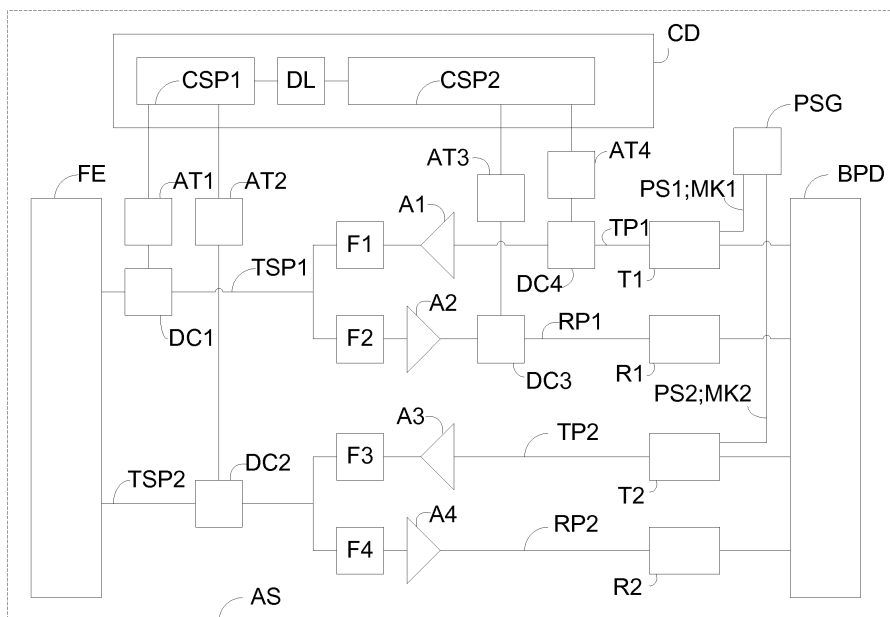 CD
CSP1
DL
CSP2
PSG
FE
AT1
AT2
AT3
AT4
BPD
PS1;MK1
A1
F1
TP1
TSP1
DC4
T1
A2
DC1
F2
RP1
DC3
R1
PS2;MK2
A3
F3
TP2
DC2
TSP2
T2
A4
F4
RP2
R2
AS